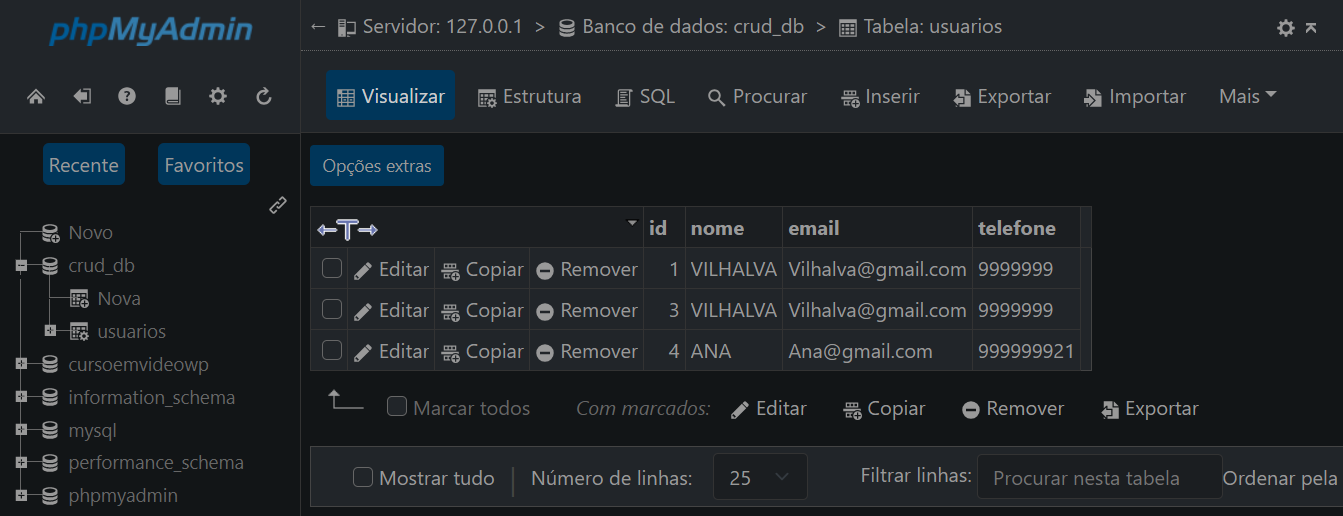 phpMyAdmin
Recente Favoritos
Novo
crud_db
Nova
usuarios
cursoemvideowp
information_schema
mysql
performance_schema
phpmyadmin
Servidor: 127.0.0.1 > Banco de dados: crud_db > Tabela: usuarios
Visualizar Estrutura SQL Procurar Inserir Exportar Importar Mais
Opções extras
id nome email telefone
Editar Copiar Remover 1 VILHALVA Vilhalva@gmail.com 9999999
Editar Copiar Remover 3 VILHALVA Vilhalva@gmail.com 9999999
Editar Copiar Remover 4 ANA Ana@gmail.com 999999921
Marcar todos Com marcados: Editar Copiar Remover Exportar
Mostrar tudo Número de linhas: 25 Filtrar linhas: Procurar nesta tabela Ordenar pela